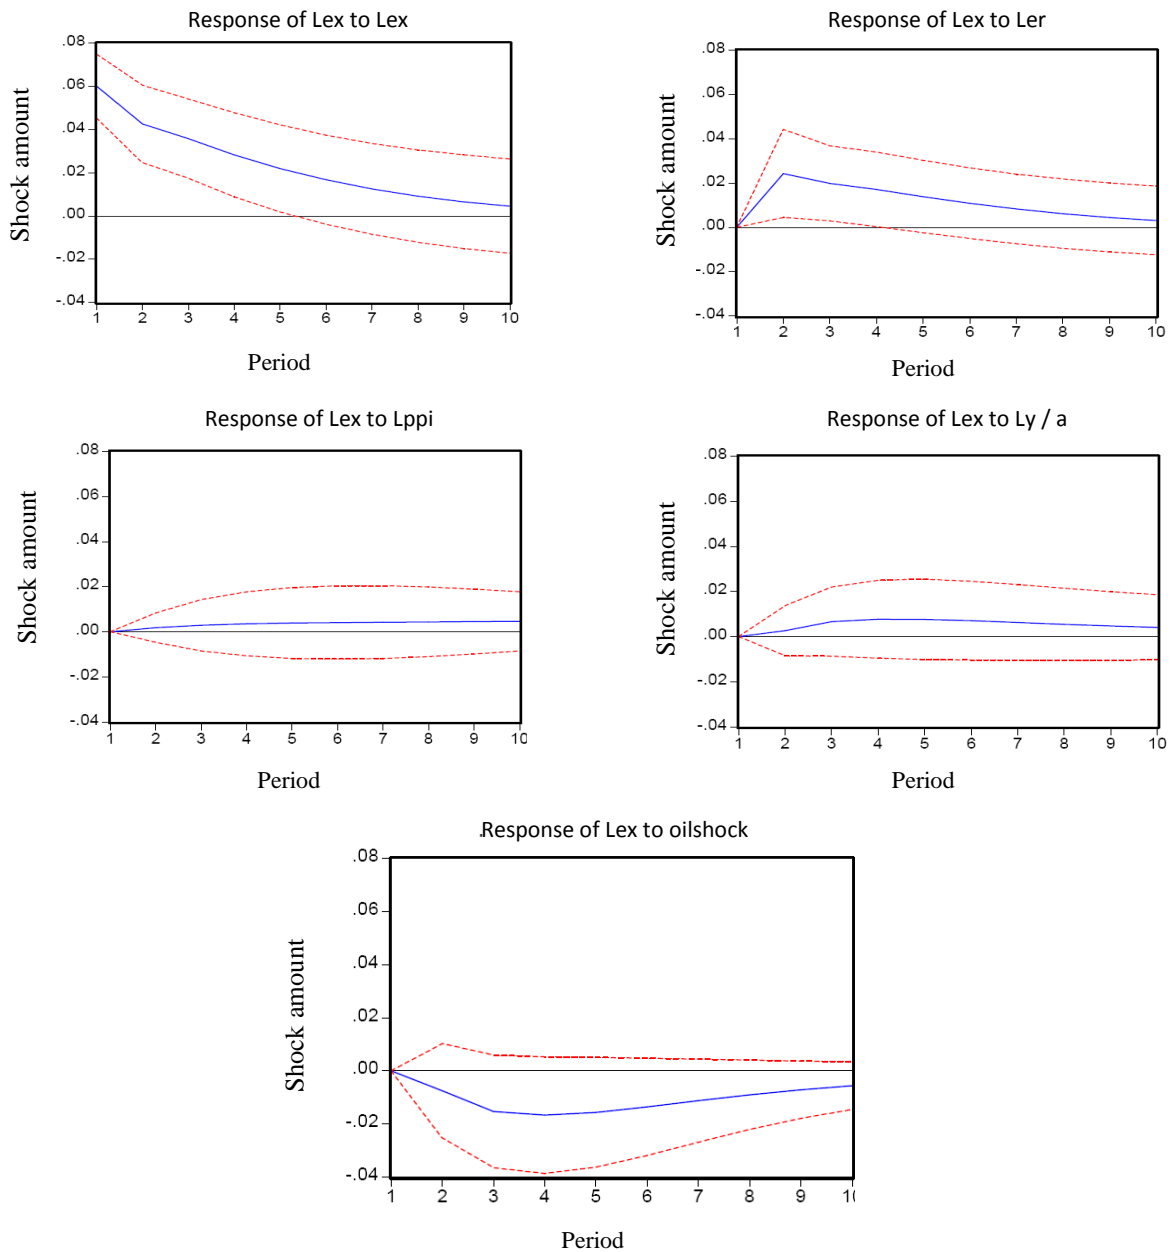 Response of Lex to Lex
Shock amount
.08
.06
.04
.02
.00
-.02
-.04
1 2 3 4 5 6 7 8 9 10
Period
Response of Lex to Ler
Shock amount
.08
.06
.04
.02
.00
-.02
-.04
1 2 3 4 5 6 7 8 9 10
Period
Response of Lex to Lppi
Shock amount
.08
.06
.04
.02
.00
-.02
-.04
1 2 3 4 5 6 7 8 9 10
Period
Response of Lex to Ly / a
Shock amount
.08
.06
.04
.02
.00
-.02
-.04
1 2 3 4 5 6 7 8 9 10
Period
.Response of Lex to oilshock
Shock amount
.08
.06
.04
.02
.00
-.02
-.04
1 2 3 4 5 6 7 8 9 10
Period